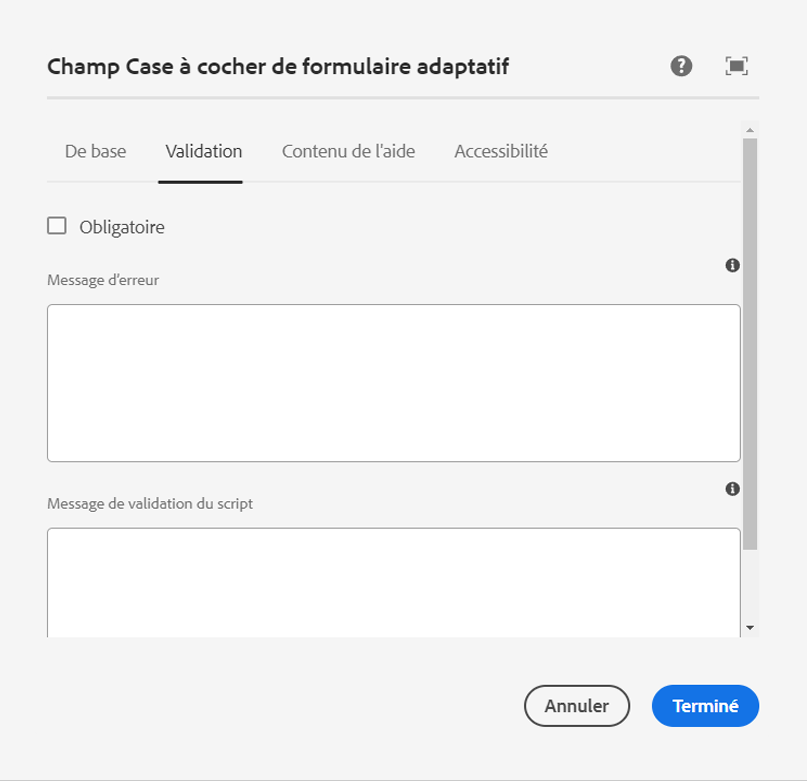 Champ Case à cocher de formulaire adaptatif
De base Validation Contenu de l'aide Accessibilité
Obligatoire
Message d’erreur
Message de validation du script
Annuler Terminé